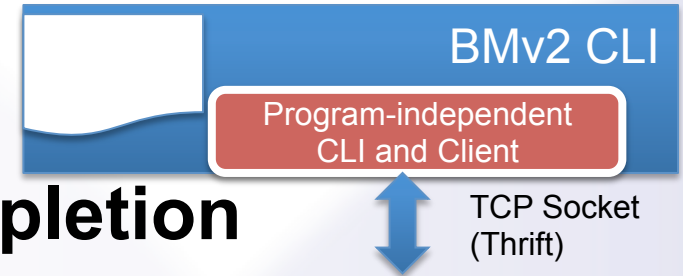 BMv2 CLI
Program-independent
CLI and Client
pletion
TCP Socket
(Thrift)